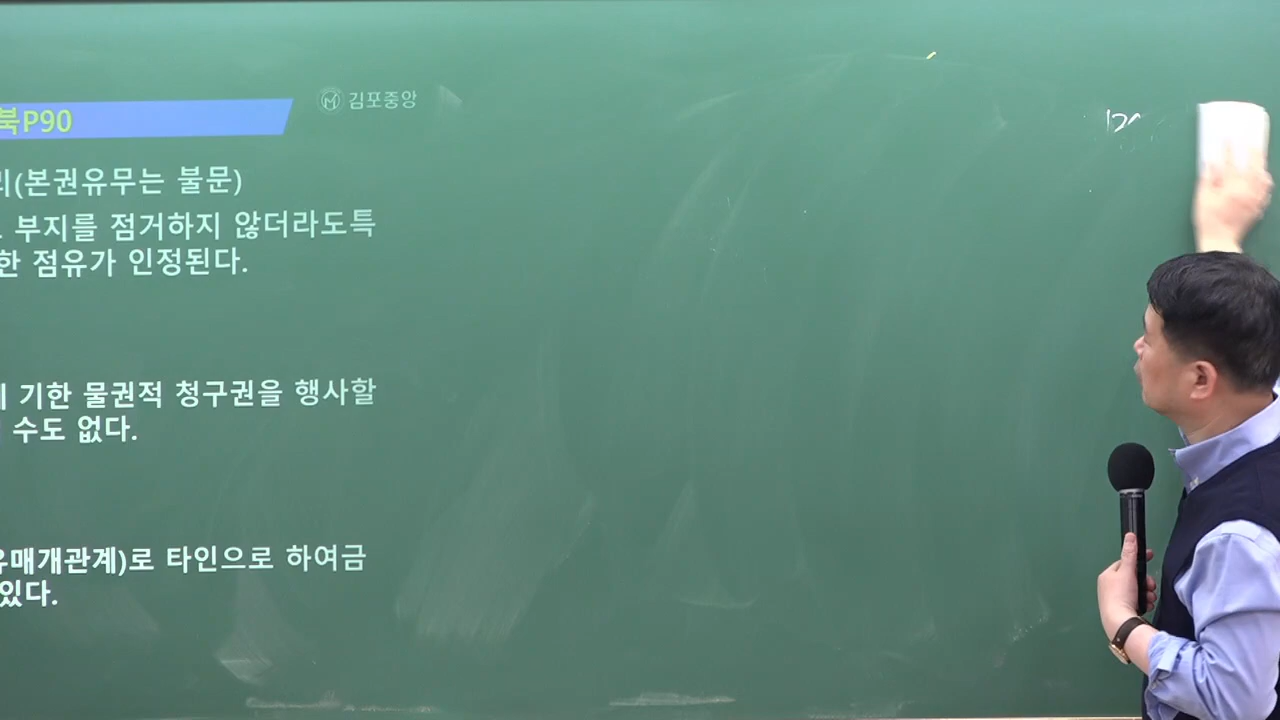 북P90
김포중앙
리(본권유무는 불문)
부지를 점거하지 않더라도특
한 점유가 인정된다.
기한 물권적 청구권을 행사할
수도 없다.
유매개관계)로 타인으로 하여금
있다.